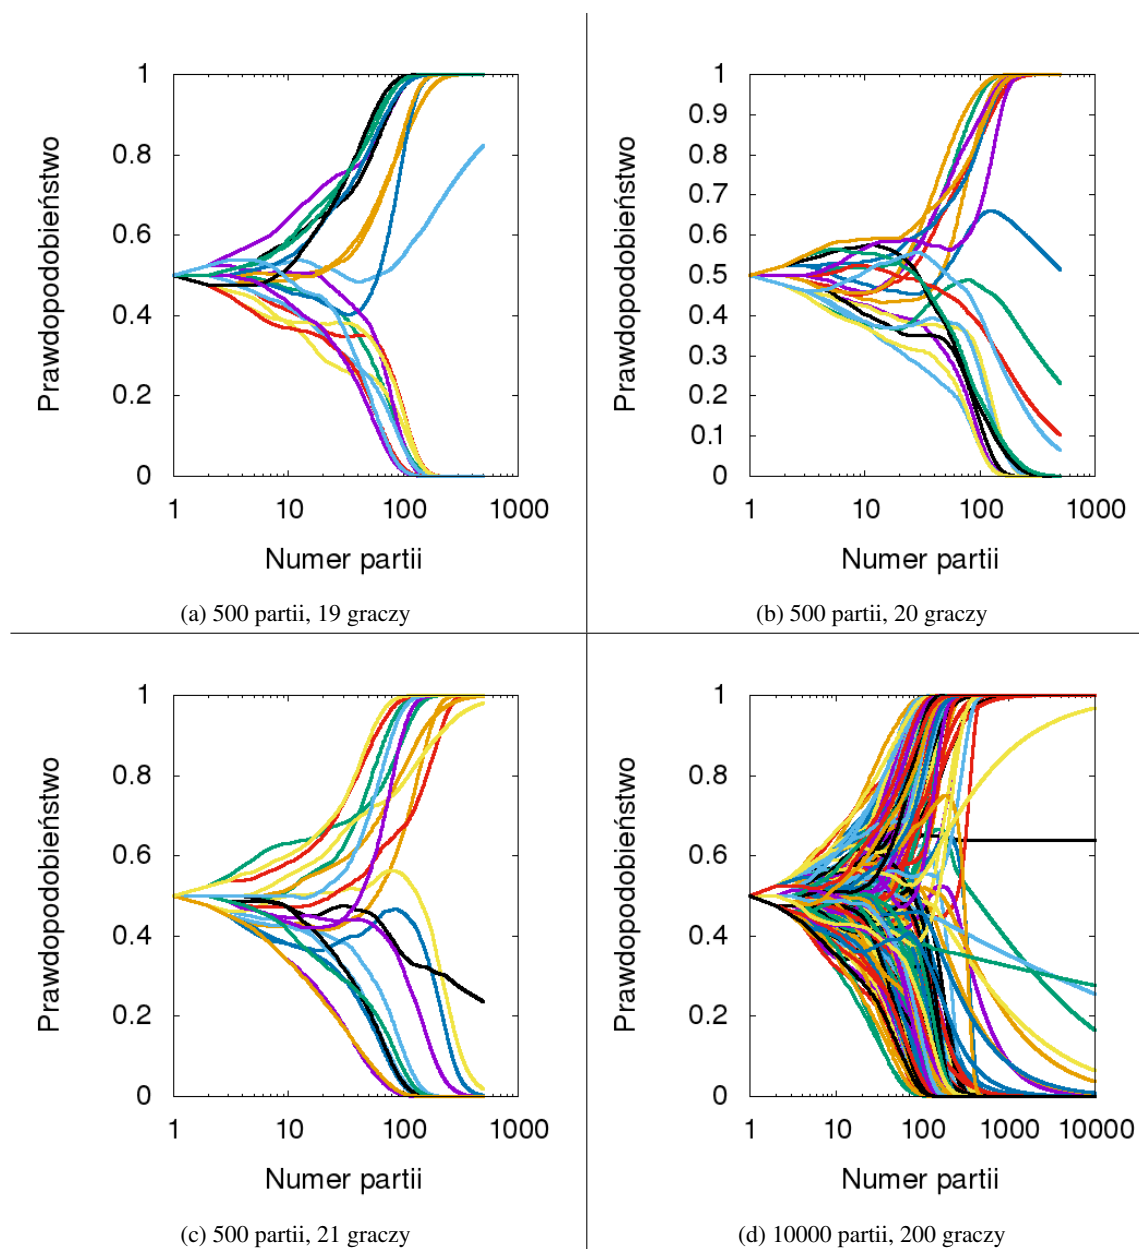 1
0.8
0.6
0.4
0.2
0
1 10 100 1000
Prawdopodobieństwo
Numer partii
(a) 500 partii, 19 graczy
1
0.9
0.8
0.7
0.6
0.5
0.4
0.3
0.2
0.1
0
1 10 100 1000
Prawdopodobieństwo
Numer partii
(b) 500 partii, 20 graczy
1
0.8
0.6
0.4
0.2
0
1 10 100 1000
Prawdopodobieństwo
Numer partii
(c) 500 partii, 21 graczy
1
0.8
0.6
0.4
0.2
0
1 10 100 1000 10000
Prawdopodobieństwo
Numer partii
(d) 10000 partii, 200 graczy